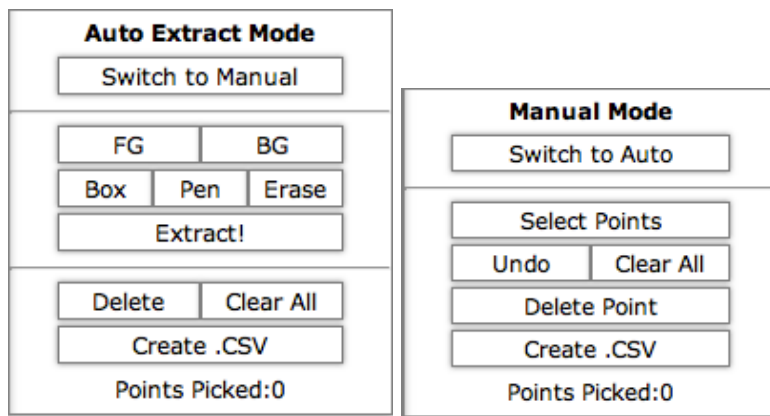 Auto Extract Mode
Switch to Manual
FG BG
Box Pen Erase
Extract!
Delete Clear All
Create .CSV
Points Picked:0
Manual Mode
Switch to Auto
Select Points
Undo Clear All
Delete Point
Create .CSV
Points Picked:0